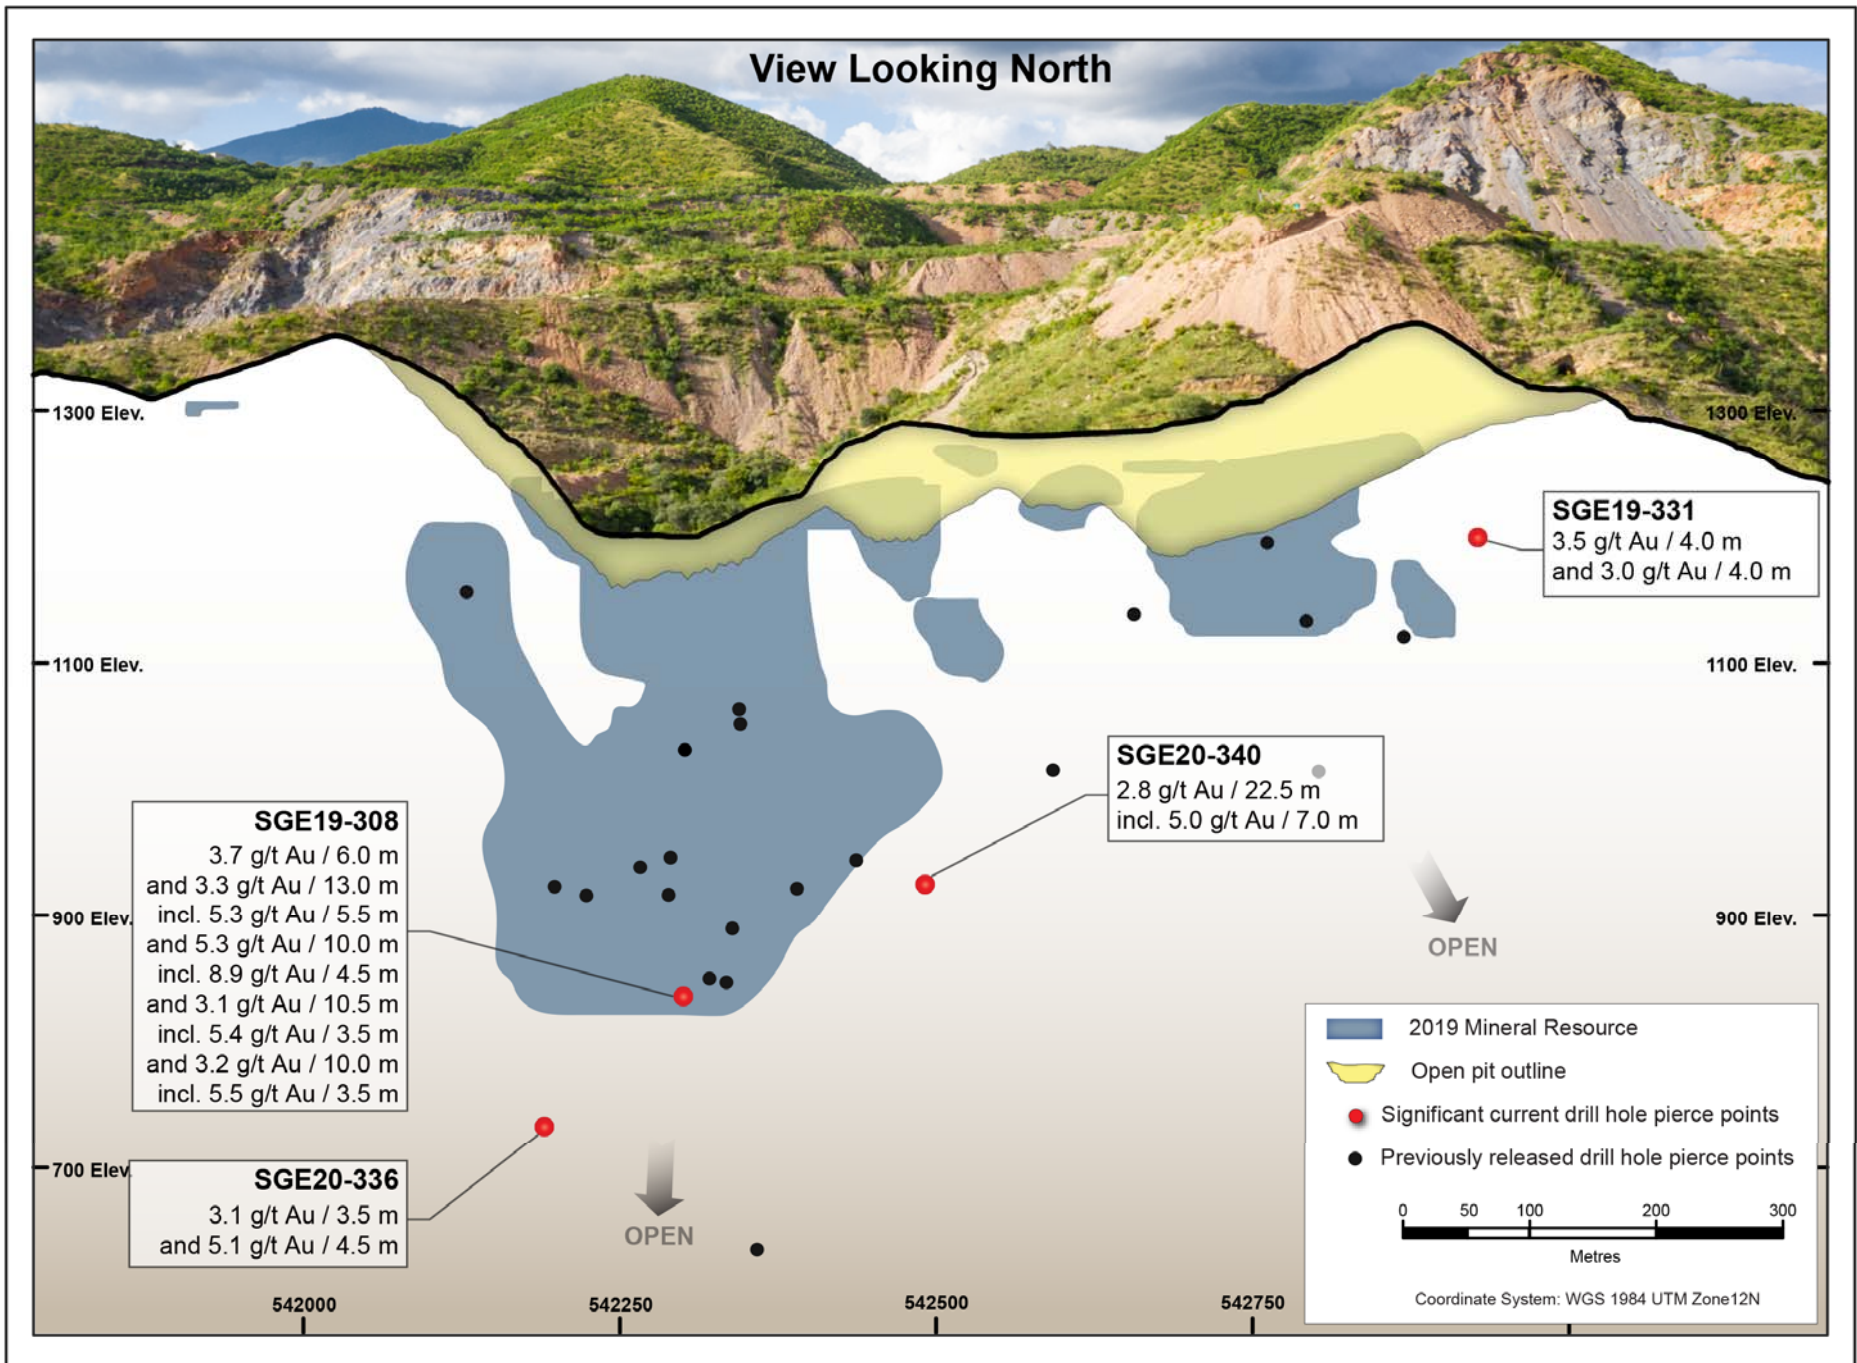 View Looking North
1300 Elev.
1300 Elev.
SGE19-331
3.5 g/t Au / 4.0 m
and 3.0 g/t Au / 4.0 m
1100 Elev.
1100 Elev.
SGE20-340
2.8 g/t Au / 22.5 m
incl. 5.0 g/t Au / 7.0 m
SGE19-308
3.7 g/t Au / 6.0 m
and 3.3 g/t Au / 13.0 m
incl. 5.3 g/t Au / 5.5 m
and 5.3 g/t Au / 10.0 m
incl. 8.9 g/t Au / 4.5 m
and 3.1 g/t Au / 10.5 m
incl. 5.4 g/t Au / 3.5 m
and 3.2 g/t Au / 10.0 m
incl. 5.5 g/t Au / 3.5 m
900 Elev.
900 Elev.
OPEN
700 Elev.
SGE20-336
3.1 g/t Au / 3.5 m
and 5.1 g/t Au / 4.5 m
OPEN
2019 Mineral Resource
Open pit outline
Significant current drill hole pierce points
Previously released drill hole pierce points
0 50 100 200 300
Metres
Coordinate System: WGS 1984 UTM Zone12N
542000 542250 542500 542750